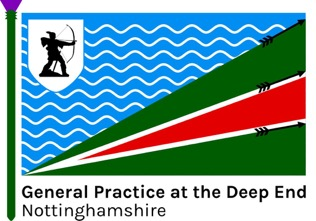 General Practice at the Deep End
Nottinghamshire